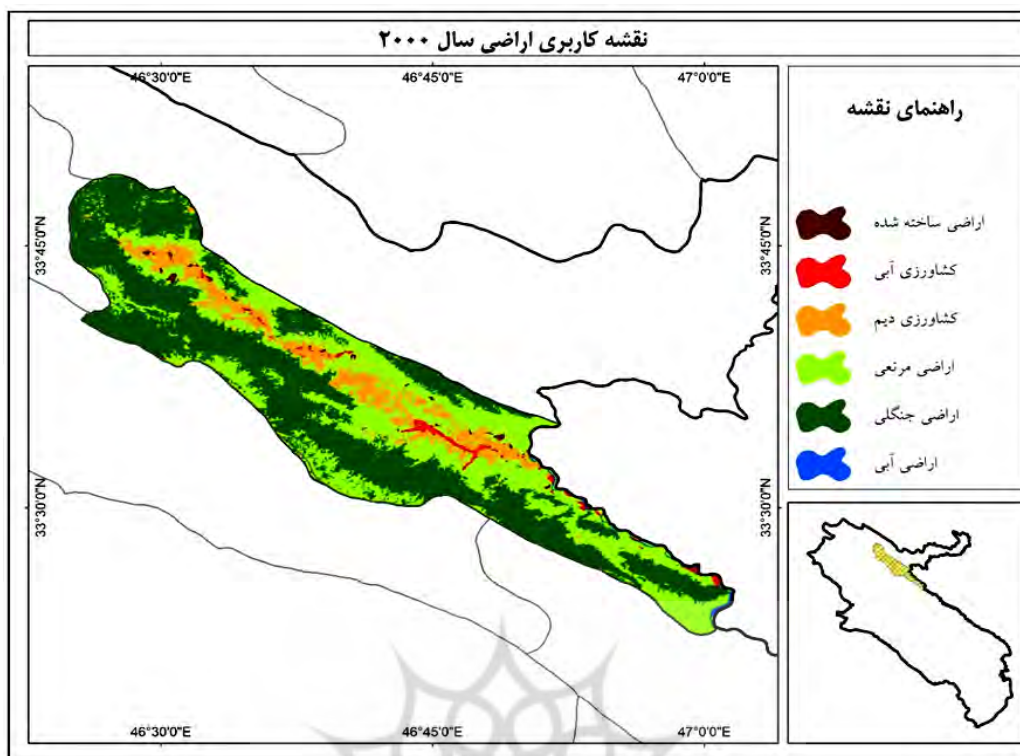 نقشه کاربری اراضی سال ۲۰۰۰
46°30'0"E
46°45'0"E
47°0'0"E
33°45'0"N
33°45'0"N
33°30'0"N
33°30'0"N
46°30'0"E
46°45'0"E
47°0'0"E
راهنمای نقشه
اراضی ساخته شده
کشاورزی آبی
کشاورزی دیم
اراضی مرتعی
اراضی جنگلی
اراضی آبی